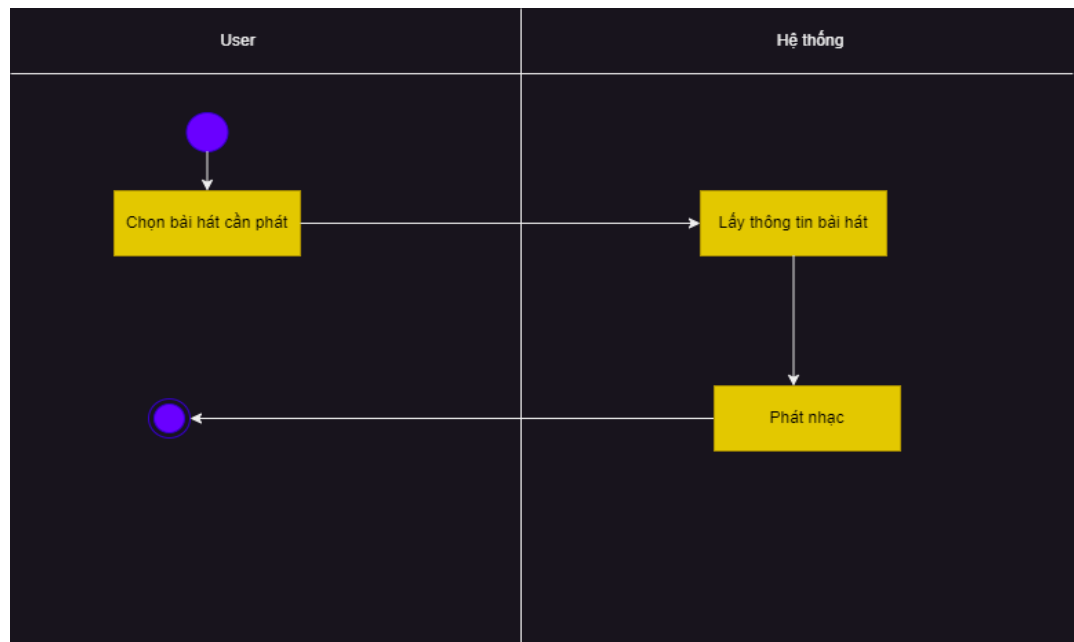 User
Hệ thống
Chọn bài hát cần phát
Lấy thông tin bài hát
Phát nhạc